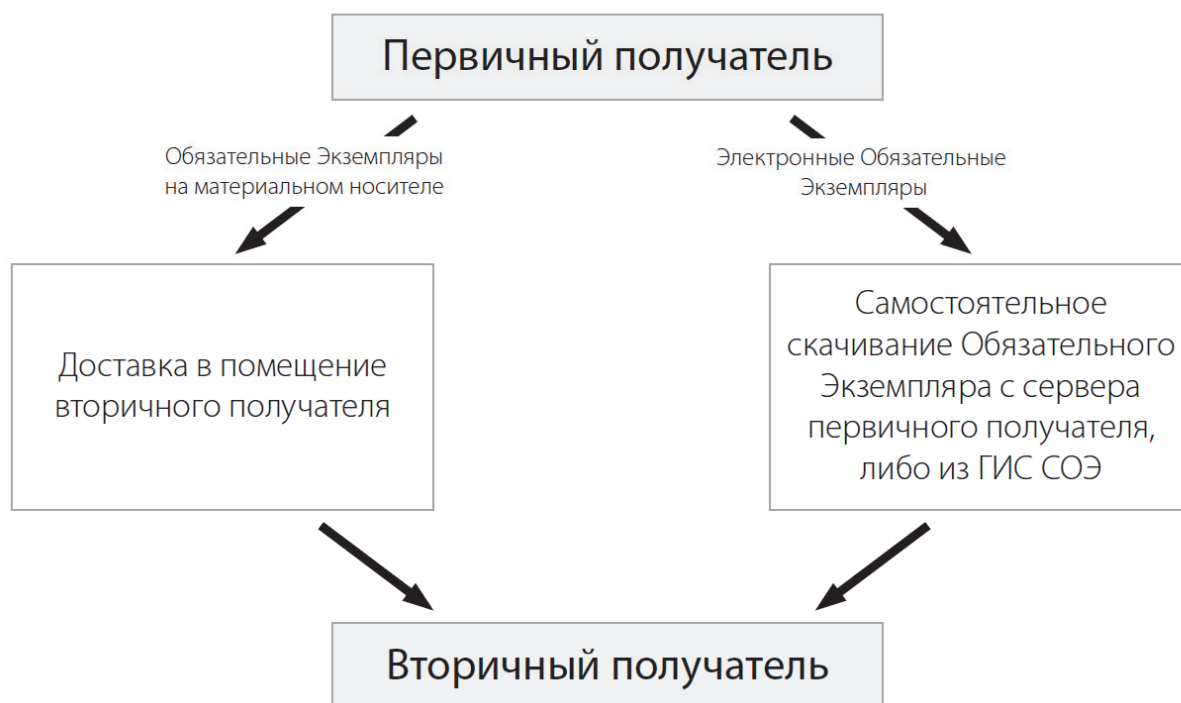 Первичный получатель
Обязательные Экземпляры
на материальном носителе
Электронные Обязательные
Экземпляры
Доставка в помещение
вторичного получателя
Самостоятельное
скачивание Обязательного
Экземпляра с сервера
первичного получателя,
либо из ГИС СОЭ
Вторичный получатель